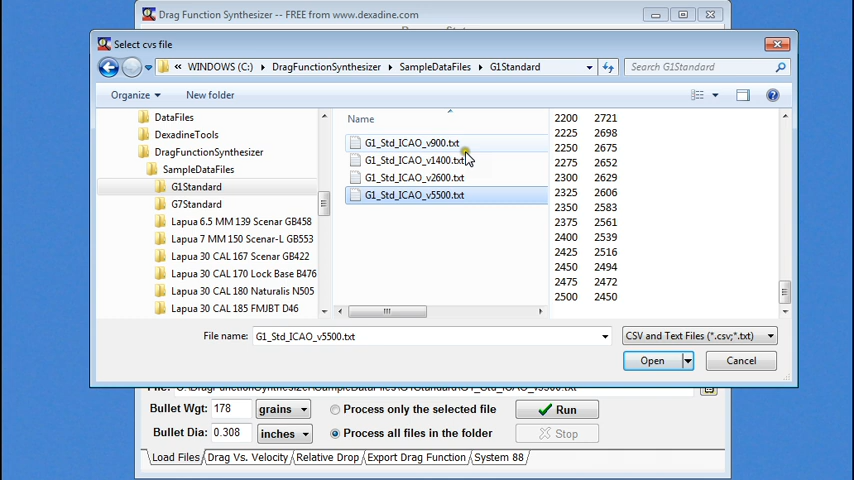 Drag Function Synthesizer -- FREE from www.dexadine.com
Select cvs file
« WINDOWS (C:) DragFunctionSynthesizer SampleDataFiles G1Standard
Search G1Standard
Organize New folder
DataFiles
DexadineTools
DragFunctionSynthesizer
SampleDataFiles
G1Standard
G7Standard
Lapua 6.5 MM 139 Scenar GB458
Lapua 7 MM 150 Scenar-L GB553
Lapua 30 CAL 167 Scenar GB422
Lapua 30 CAL 170 Lock Base B476
Lapua 30 CAL 180 Naturalis N505
Lapua 30 CAL 185 FMJBT D46
Name
G1_Std_ICAO_v900.txt
G1_Std_ICAO_v1400.txt
G1_Std_ICAO_v2600.txt
G1_Std_ICAO_v5500.txt
2200 2721
2225 2698
2250 2675
2275 2652
2300 2629
2325 2606
2350 2583
2375 2561
2400 2539
2425 2516
2450 2494
2475 2472
2500 2450
File name: G1_Std_ICAO_v5500.txt
CSV and Text Files (*.csv;*.txt)
Open Cancel
Bullet Wgt: 178 grains Process only the selected file Run
Bullet Dia: 0.308 inches Process all files in the folder Stop
Load Files Drag Vs. Velocity Relative Drop Export Drag Function System 88